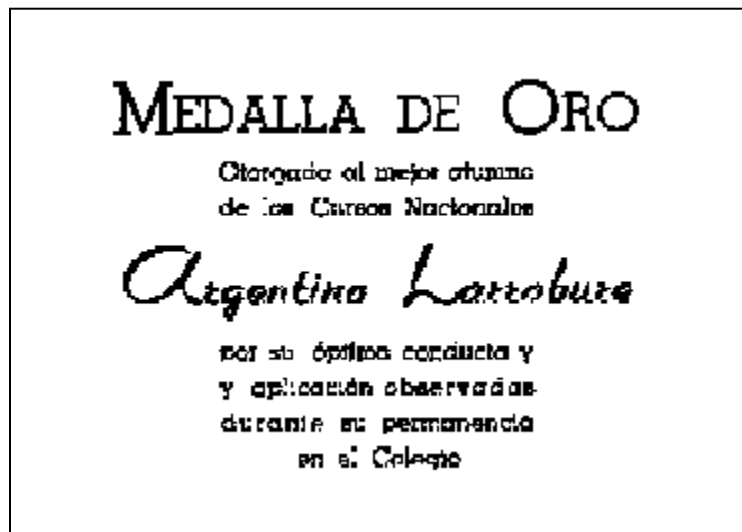 MEDALLA DE ORO
Otorgado al mejor alumno
de los Cursos Nacionales
Argentino Larrobure
por su óptima conducta y
y aplicación observadas
durante su permanencia
en el Colegio